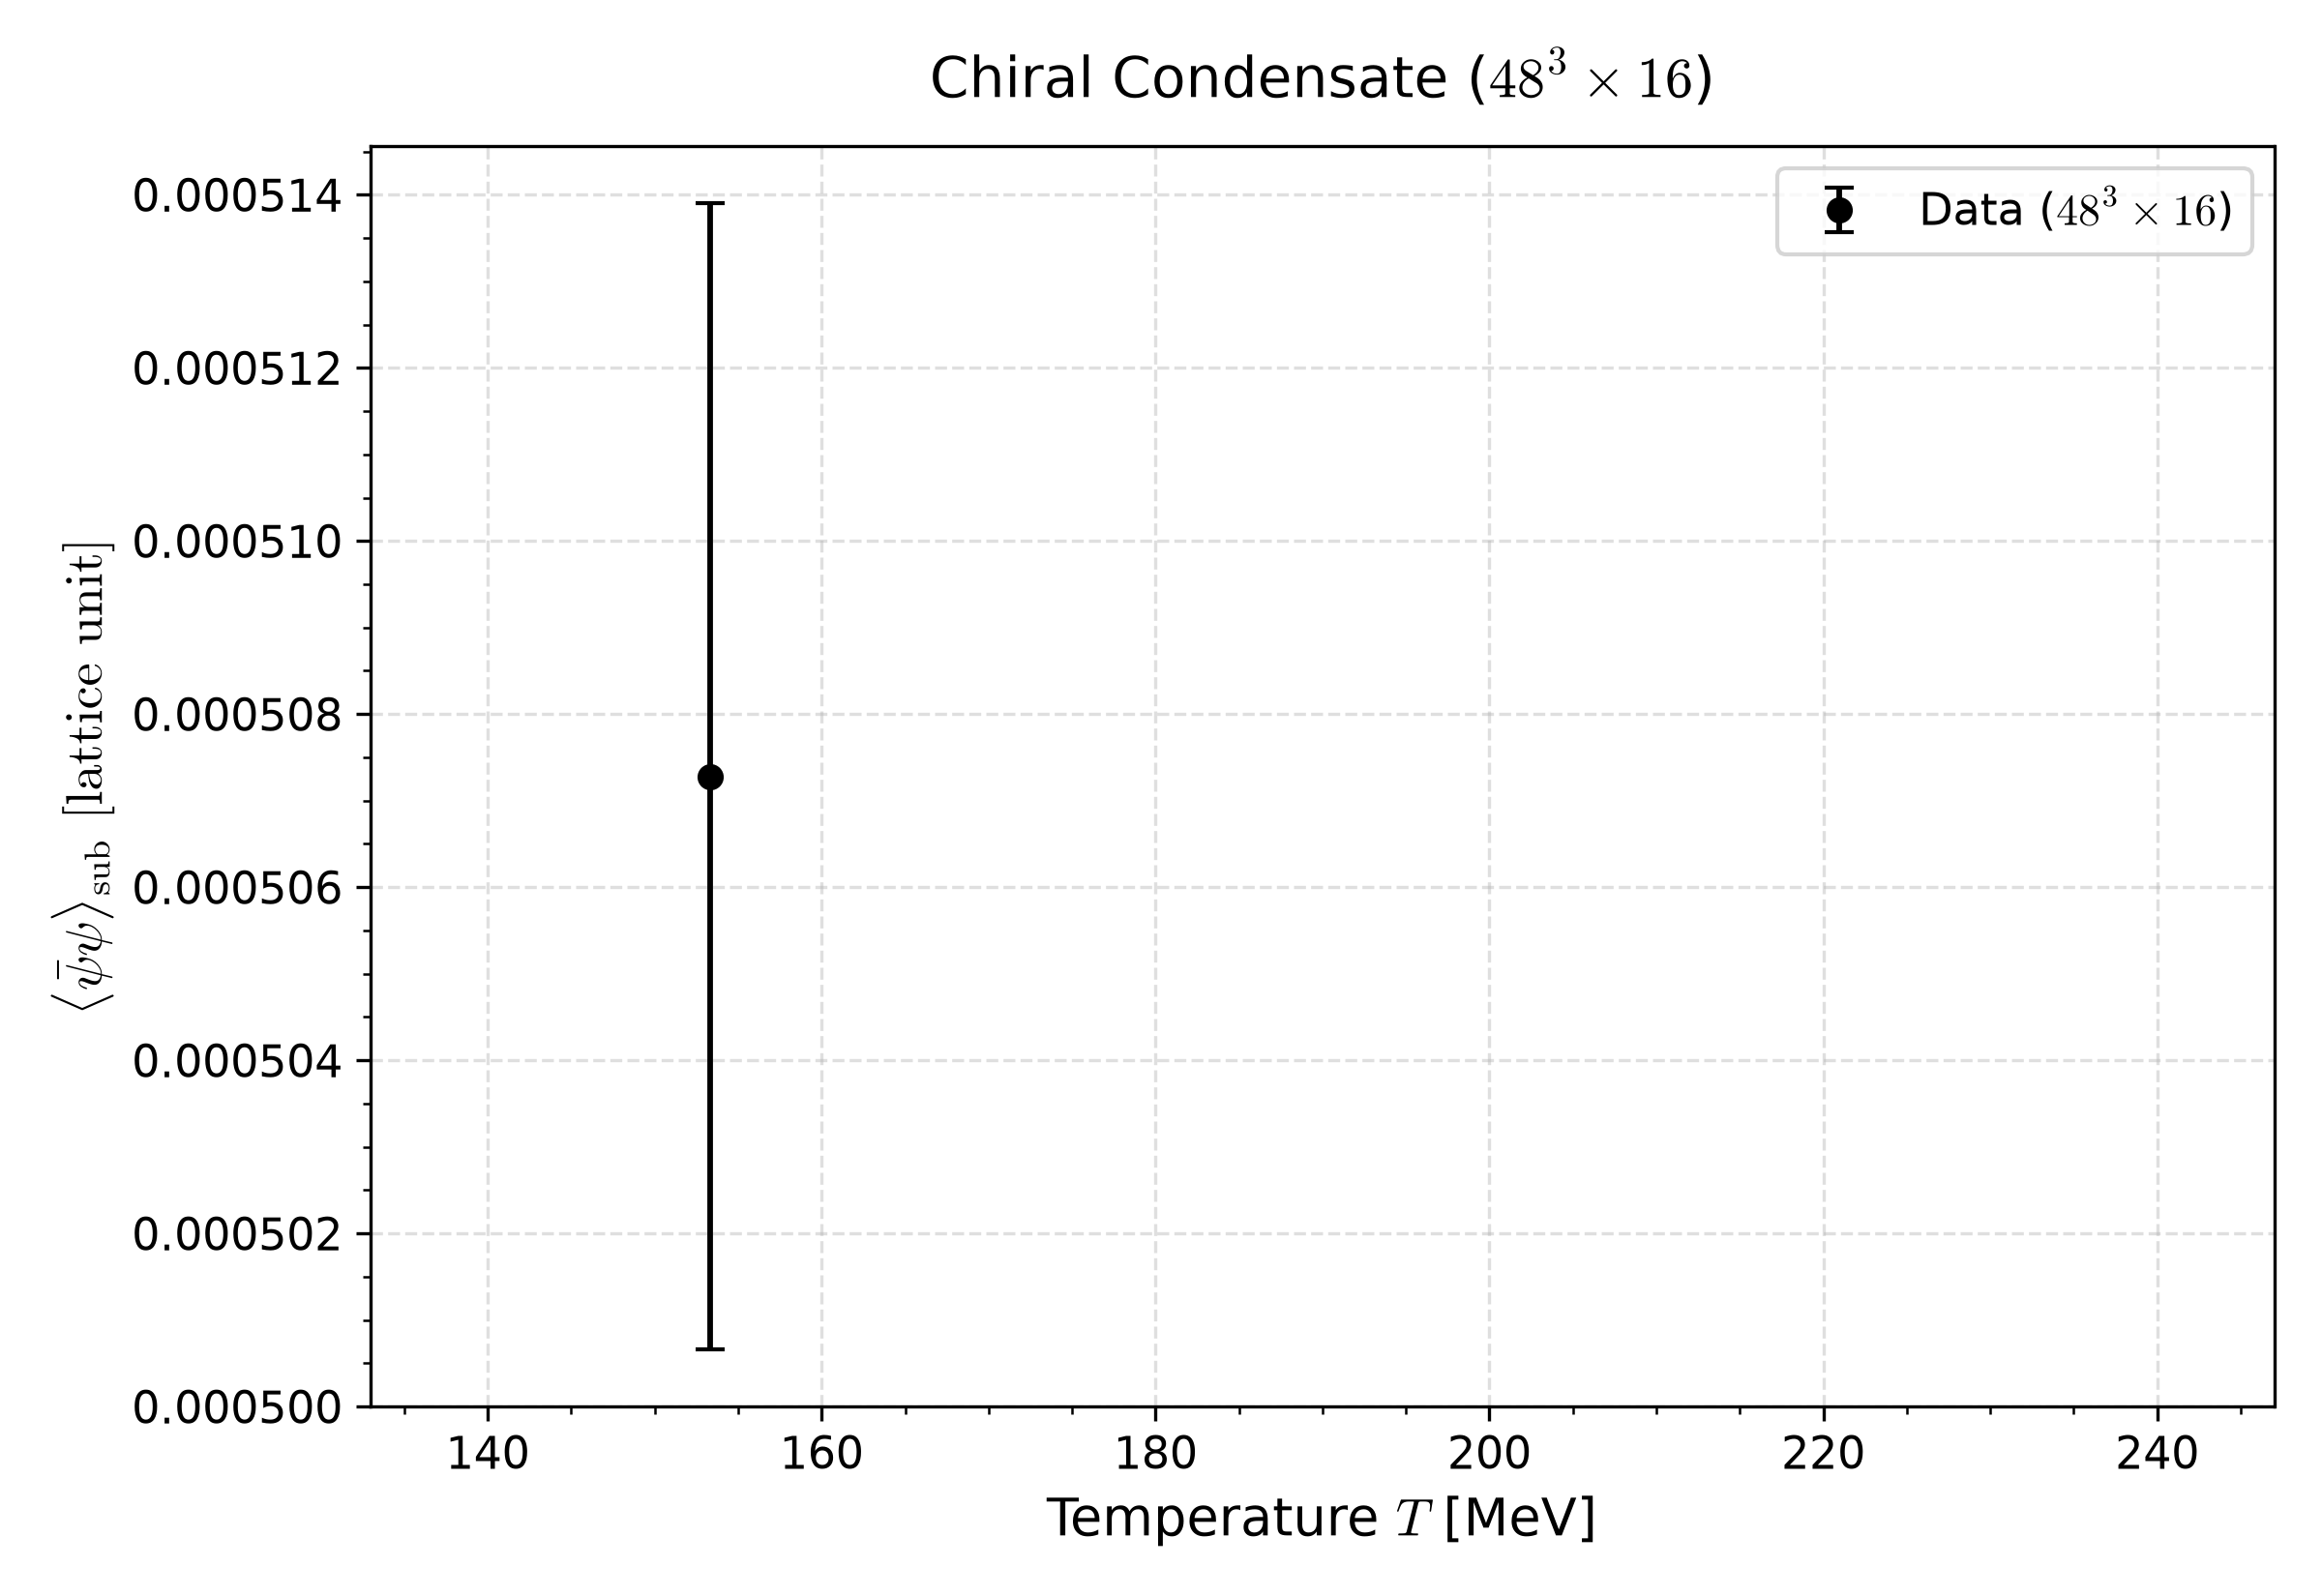 Chiral Condensate (48³ × 16)
Data (48³ × 16)
⟨ψ̄ψ⟩sub [lattice unit]
0.000514
0.000512
0.000510
0.000508
0.000506
0.000504
0.000502
0.000500
140 160 180 200 220 240
Temperature T [MeV]